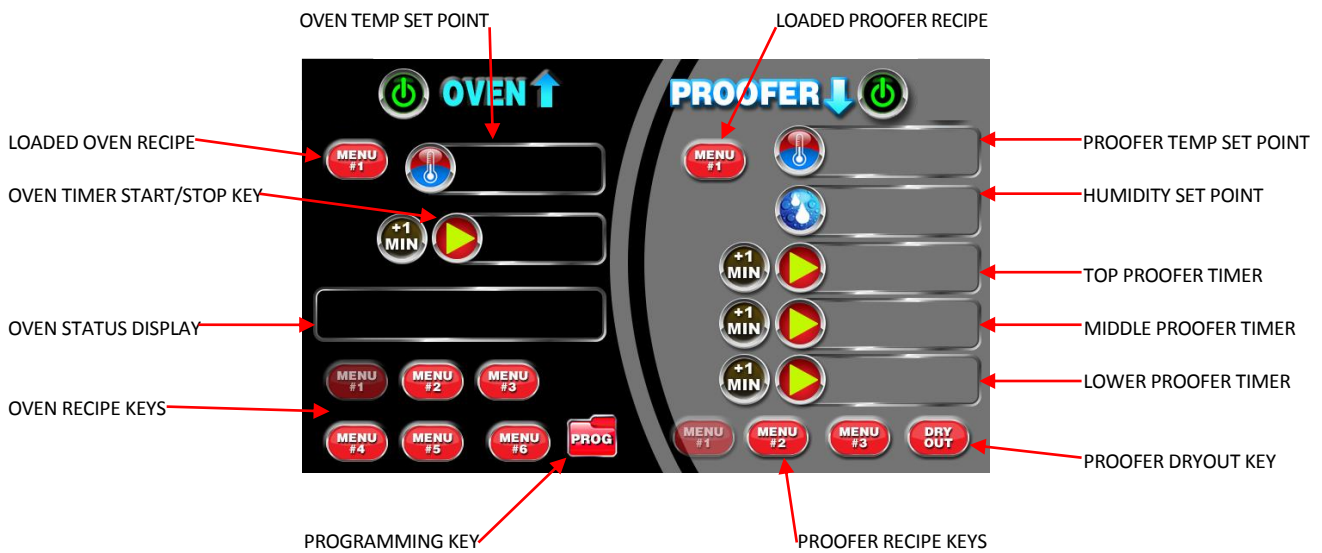 OVEN TEMP SET POINT
LOADED PROOFER RECIPE
OVEN
PROOFER
LOADED OVEN RECIPE
MENU
#1
MENU
#1
PROOFER TEMP SET POINT
OVEN TIMER START/STOP KEY
HUMIDITY SET POINT
+1
MIN
+1
MIN
TOP PROOFER TIMER
OVEN STATUS DISPLAY
+1
MIN
MIDDLE PROOFER TIMER
+1
MIN
LOWER PROOFER TIMER
MENU
#1
MENU
#2
MENU
#3
OVEN RECIPE KEYS
MENU
#4
MENU
#5
MENU
#6
PROG
MENU
#1
MENU
#2
MENU
#3
DRY
OUT
PROOFER DRYOUT KEY
PROGRAMMING KEY
PROOFER RECIPE KEYS